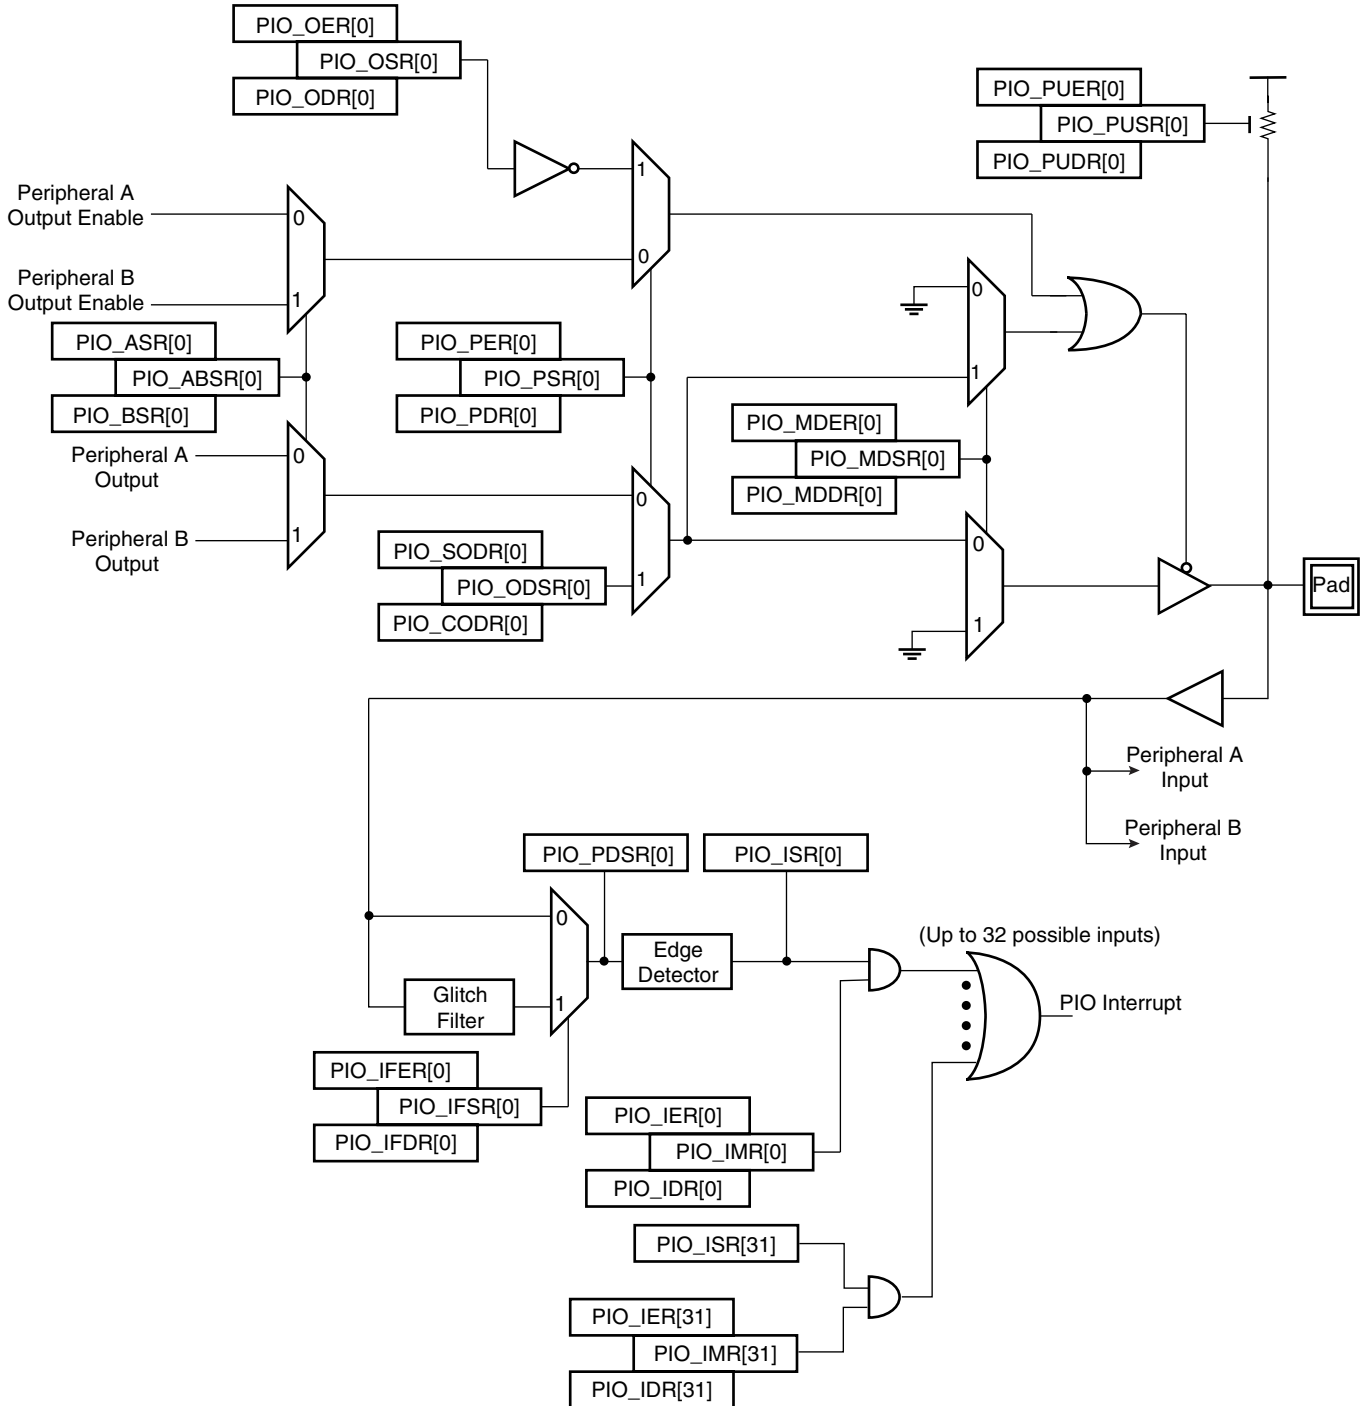 PIO_OER[0]
PIO_OSR[0]
PIO_ODR[0]
PIO_PUER[0]
PIO_PUSR[0]
PIO_PUDR[0]
1
0
Peripheral A
Output Enable
0
Peripheral B
Output Enable
1
PIO_ASR[0]
PIO_ABSR[0]
PIO_BSR[0]
PIO_PER[0]
PIO_PSR[0]
PIO_PDR[0]
0
1
PIO_MDER[0]
PIO_MDSR[0]
PIO_MDDR[0]
Peripheral A
Output
0
Peripheral B
Output
1
0
1
PIO_SODR[0]
PIO_ODSR[0]
PIO_CODR[0]
0
1
Pad
Peripheral A
Input
Peripheral B
Input
PIO_PDSR[0]
PIO_ISR[0]
0
1
Edge
Detector
Glitch
Filter
(Up to 32 possible inputs)
PIO Interrupt
PIO_IFER[0]
PIO_IFSR[0]
PIO_IFDR[0]
PIO_IER[0]
PIO_IMR[0]
PIO_IDR[0]
PIO_ISR[31]
PIO_IER[31]
PIO_IMR[31]
PIO_IDR[31]